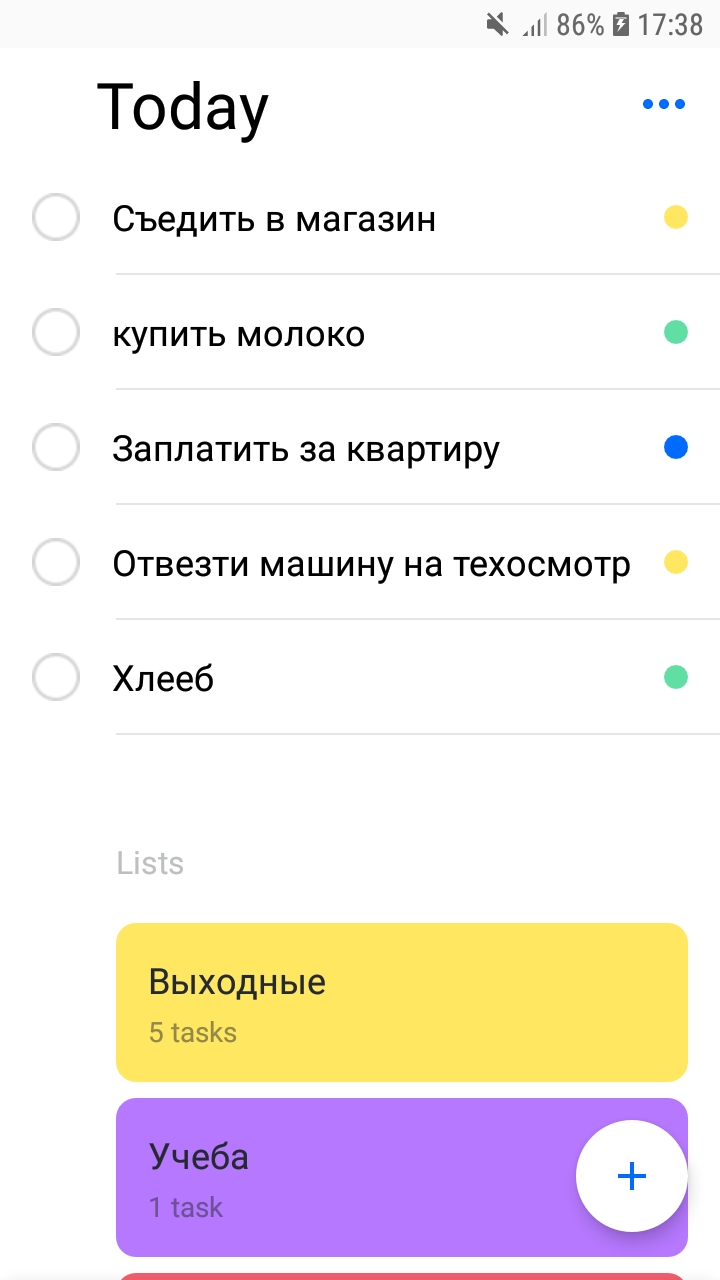 86% 17:38
Today
Съедить в магазин
купить молоко
Заплатить за квартиру
Отвезти машину на техосмотр
Хлееб
Lists
Выходные
5 tasks
Учеба
1 task